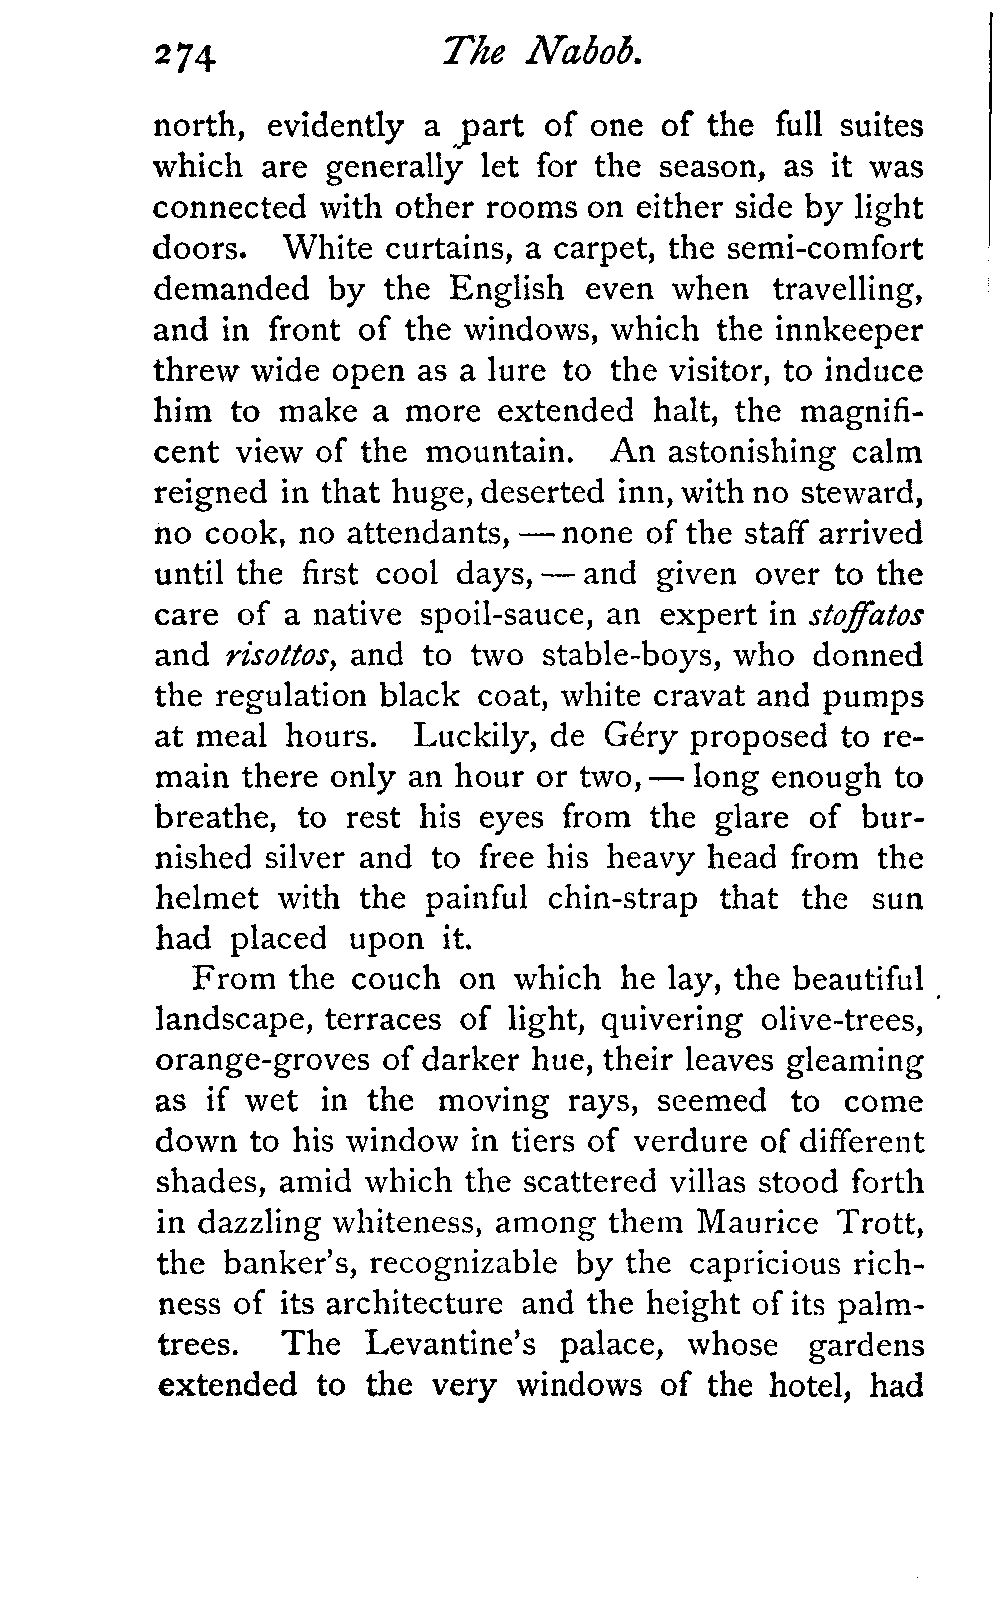 274 The Nabob.
north, evidently a part of one of the full suites
which are generally let for the season, as it was
connected with other rooms on either side by light
doors. White curtains, a carpet, the semi-comfort
demanded by the English even when travelling,
and in front of the windows, which the innkeeper
threw wide open as a lure to the visitor, to induce
him to make a more extended halt, the magnifi-
cent view of the mountain. An astonishing calm
reigned in that huge, deserted inn, with no steward,
no cook, no attendants, — none of the staff arrived
until the first cool days, — and given over to the
care of a native spoil-sauce, an expert in stoffatos
and risottos, and to two stable-boys, who donned
the regulation black coat, white cravat and pumps
at meal hours. Luckily, de Géry proposed to re-
main there only an hour or two, — long enough to
breathe, to rest his eyes from the glare of bur-
nished silver and to free his heavy head from the
helmet with the painful chin-strap that the sun
had placed upon it.
From the couch on which he lay, the beautiful
landscape, terraces of light, quivering olive-trees,
orange-groves of darker hue, their leaves gleaming
as if wet in the moving rays, seemed to come
down to his window in tiers of verdure of different
shades, amid which the scattered villas stood forth
in dazzling whiteness, among them Maurice Trott,
the banker's, recognizable by the capricious rich-
ness of its architecture and the height of its palm-
trees. The Levantine's palace, whose gardens
extended to the very windows of the hotel, had